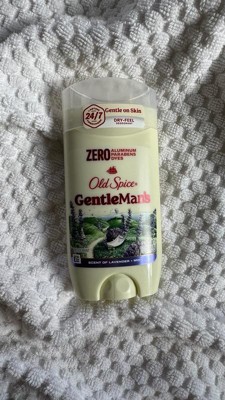 24/7
Gentle on Skin
DRY-FEEL
ZERO ALUMINUM
PARABENS
DYES
Old Spice
GentleMan's
SCENT OF LAVENDER +